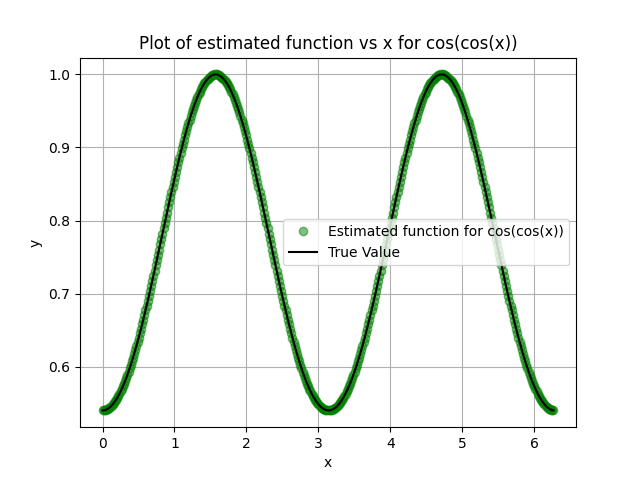 Plot of estimated function vs x for cos(cos(x))
y
1.0
0.9
0.8
0.7
0.6
Estimated function for cos(cos(x))
True Value
0 1 2 3 4 5 6
x